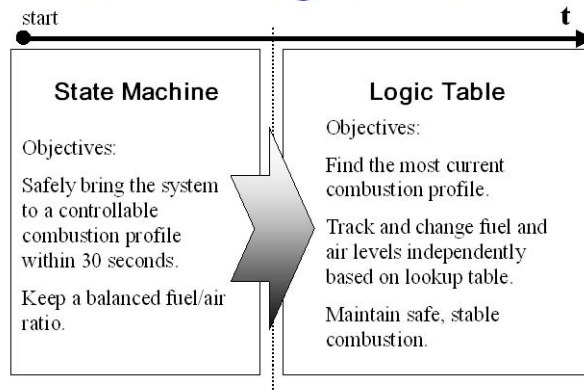 start
t
State Machine
Objectives:
Safely bring the system
to a controllable
combustion profile
within 30 seconds.
Keep a balanced fuel/air
ratio.
Logic Table
Objectives:
Find the most current
combustion profile.
Track and change fuel and
air levels independently
based on lookup table.
Maintain safe, stable
combustion.